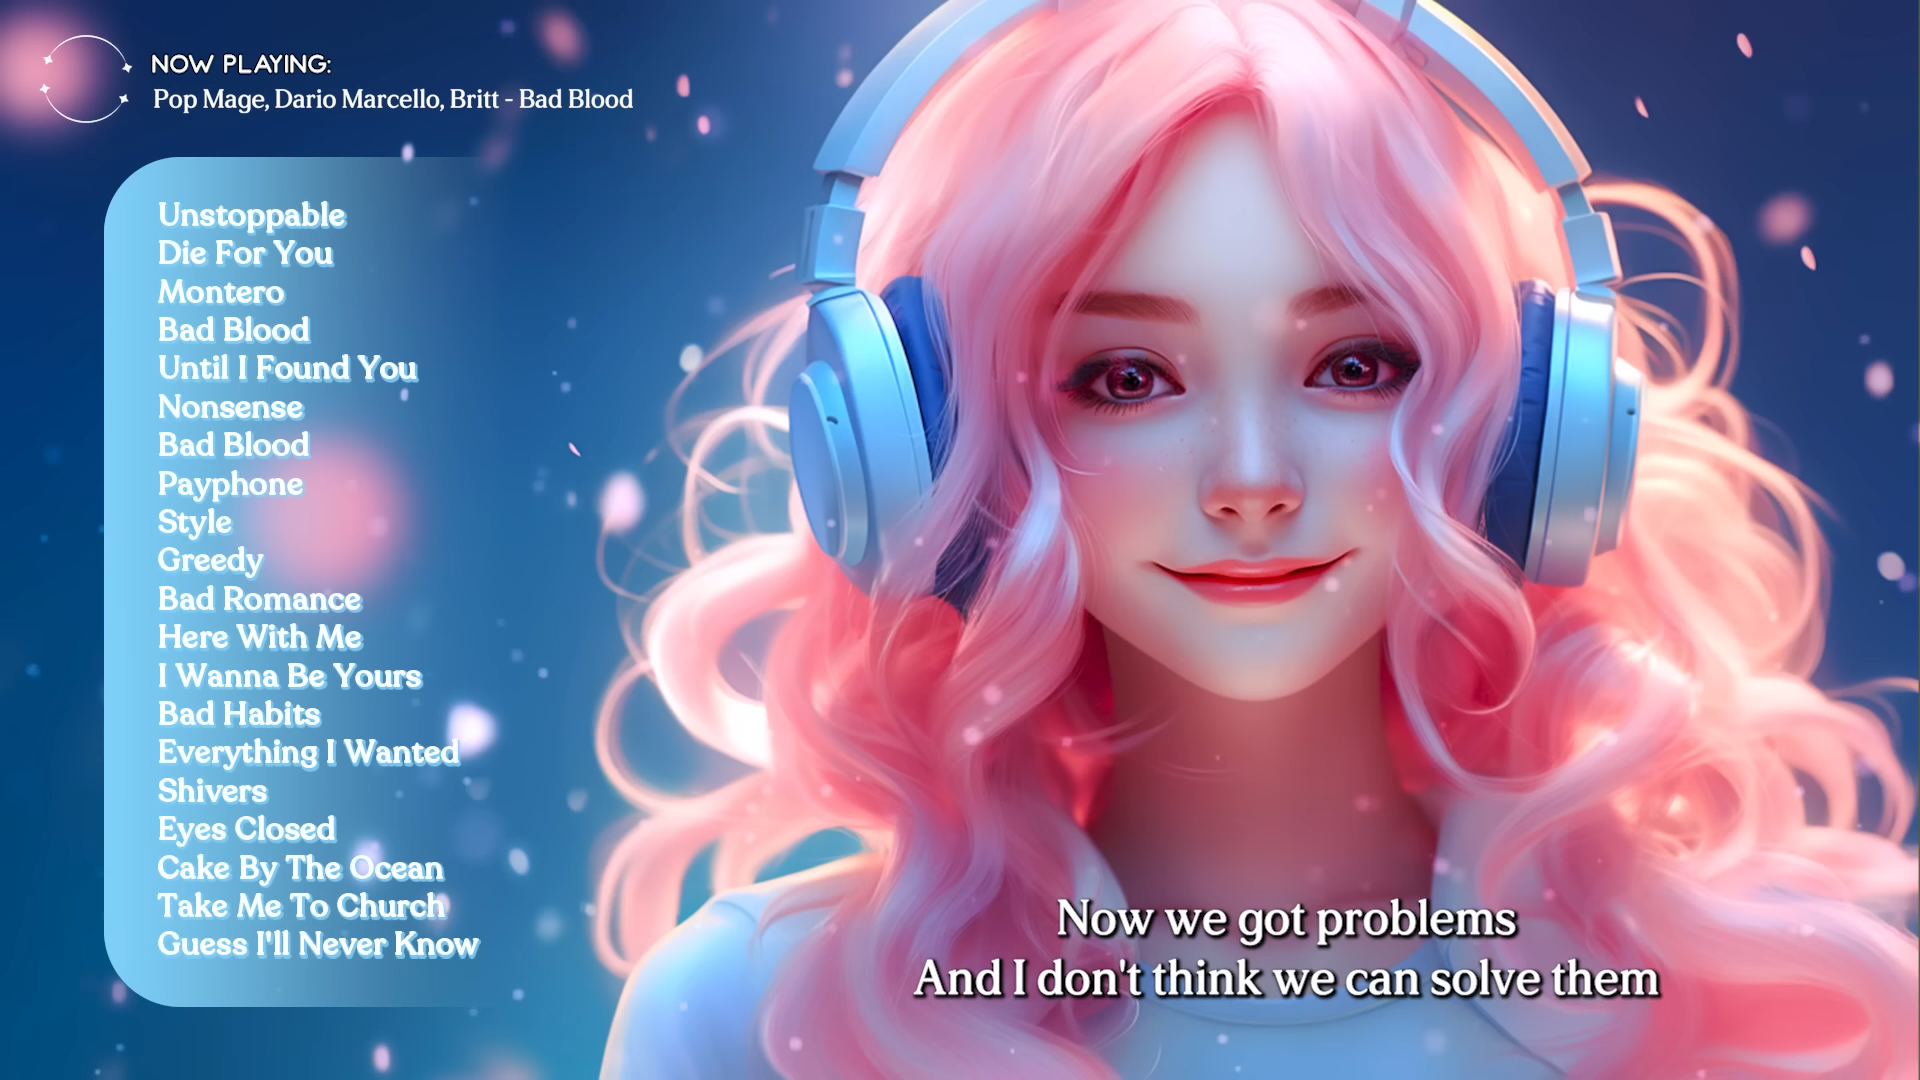 NOW PLAYING:
Pop Mage, Dario Marcello, Britt - Bad Blood
Unstoppable
Die For You
Montero
Bad Blood
Until I Found You
Nonsense
Bad Blood
Payphone
Style
Greedy
Bad Romance
Here With Me
I Wanna Be Yours
Bad Habits
Everything I Wanted
Shivers
Eyes Closed
Cake By The Ocean
Take Me To Church
Guess I'll Never Know
Now we got problems
And I don't think we can solve them